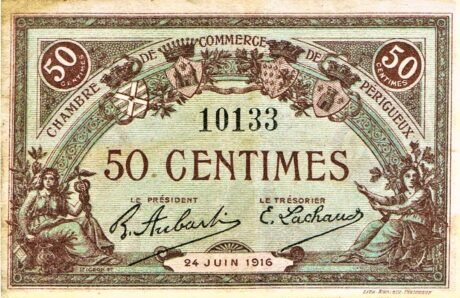 CHAMBRE DE COMMERCE DE PÉRIGUEUX
50 CENTIMES
50 CENTIMES
10133
50 CENTIMES
LE PRÉSIDENT
LE TRÉSORIER
E. Lachaud
24 JUIN 1916